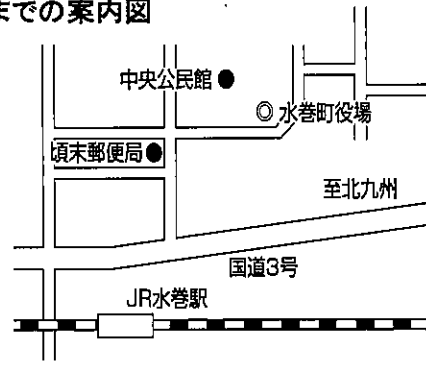 までの案内図
中央公民館
水巻町役場
頃末郵便局
至北九州
国道3号
JR水巻駅